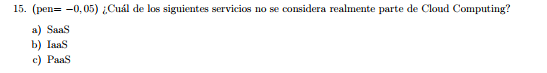 15. (pen= −0,05) ¿Cuál de los siguientes servicios no se considera realmente parte de Cloud Computing?
a) SaaS
b) IaaS
c) PaaS